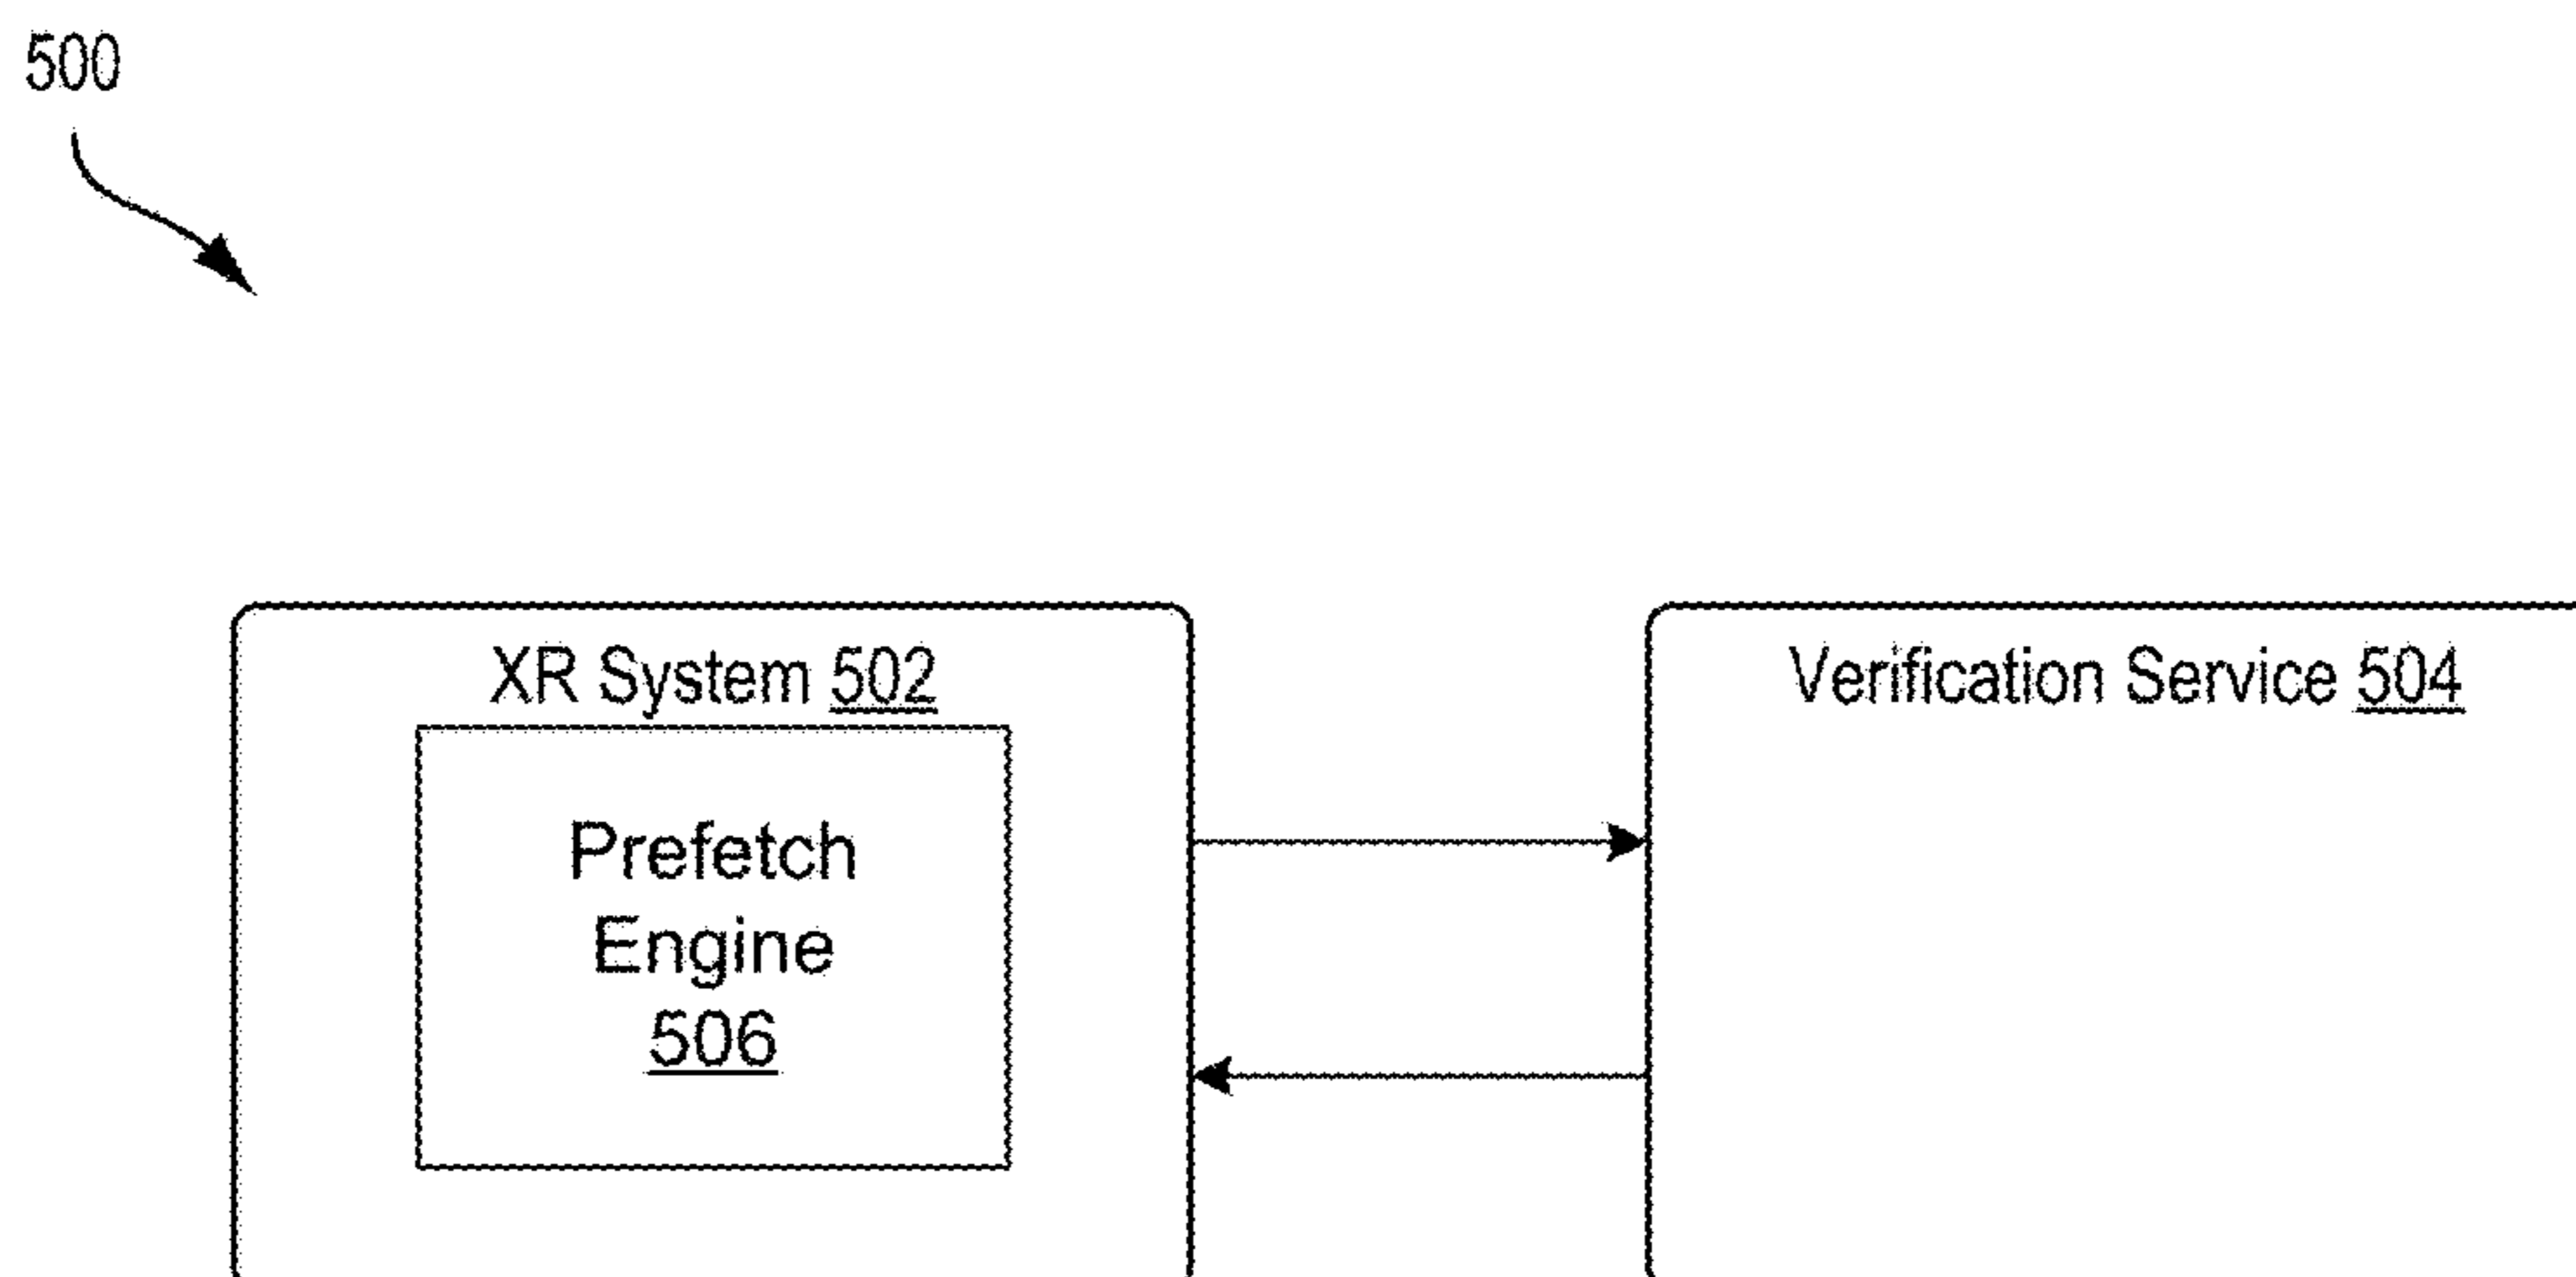 500
XR System 502
Verification Service 504
Prefetch
Engine
506